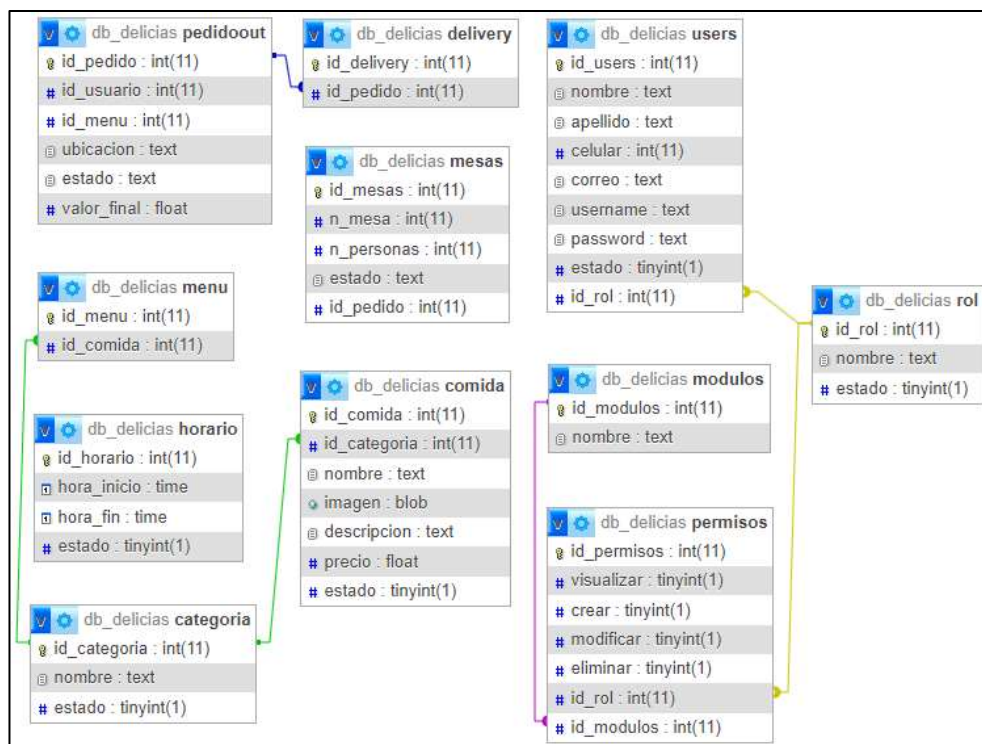 db_delicias pedidoout
id_pedido : int(11)
# id_usuario : int(11)
# id_menu : int(11)
ubicacion : text
estado : text
# valor_final : float
db_delicias delivery
id_delivery : int(11)
# id_pedido : int(11)
db_delicias users
id_users : int(11)
nombre : text
apellido : text
# celular : int(11)
correo : text
username : text
password : text
# estado : tinyint(1)
# id_rol : int(11)
db_delicias mesas
id_mesas : int(11)
# n_mesa : int(11)
# n_personas : int(11)
estado : text
# id_pedido : int(11)
db_delicias menu
id_menu : int(11)
# id_comida : int(11)
db_delicias rol
id_rol : int(11)
nombre : text
# estado : tinyint(1)
db_delicias comida
id_comida : int(11)
# id_categoria : int(11)
nombre : text
imagen : blob
descripcion : text
# precio : float
# estado : tinyint(1)
db_delicias modulos
id_modulos : int(11)
nombre : text
db_delicias horario
id_horario : int(11)
hora_inicio : time
hora_fin : time
# estado : tinyint(1)
db_delicias permisos
id_permisos : int(11)
# visualizar : tinyint(1)
# crear : tinyint(1)
# modificar : tinyint(1)
# eliminar : tinyint(1)
# id_rol : int(11)
# id_modulos : int(11)
db_delicias categoria
id_categoria : int(11)
nombre : text
# estado : tinyint(1)